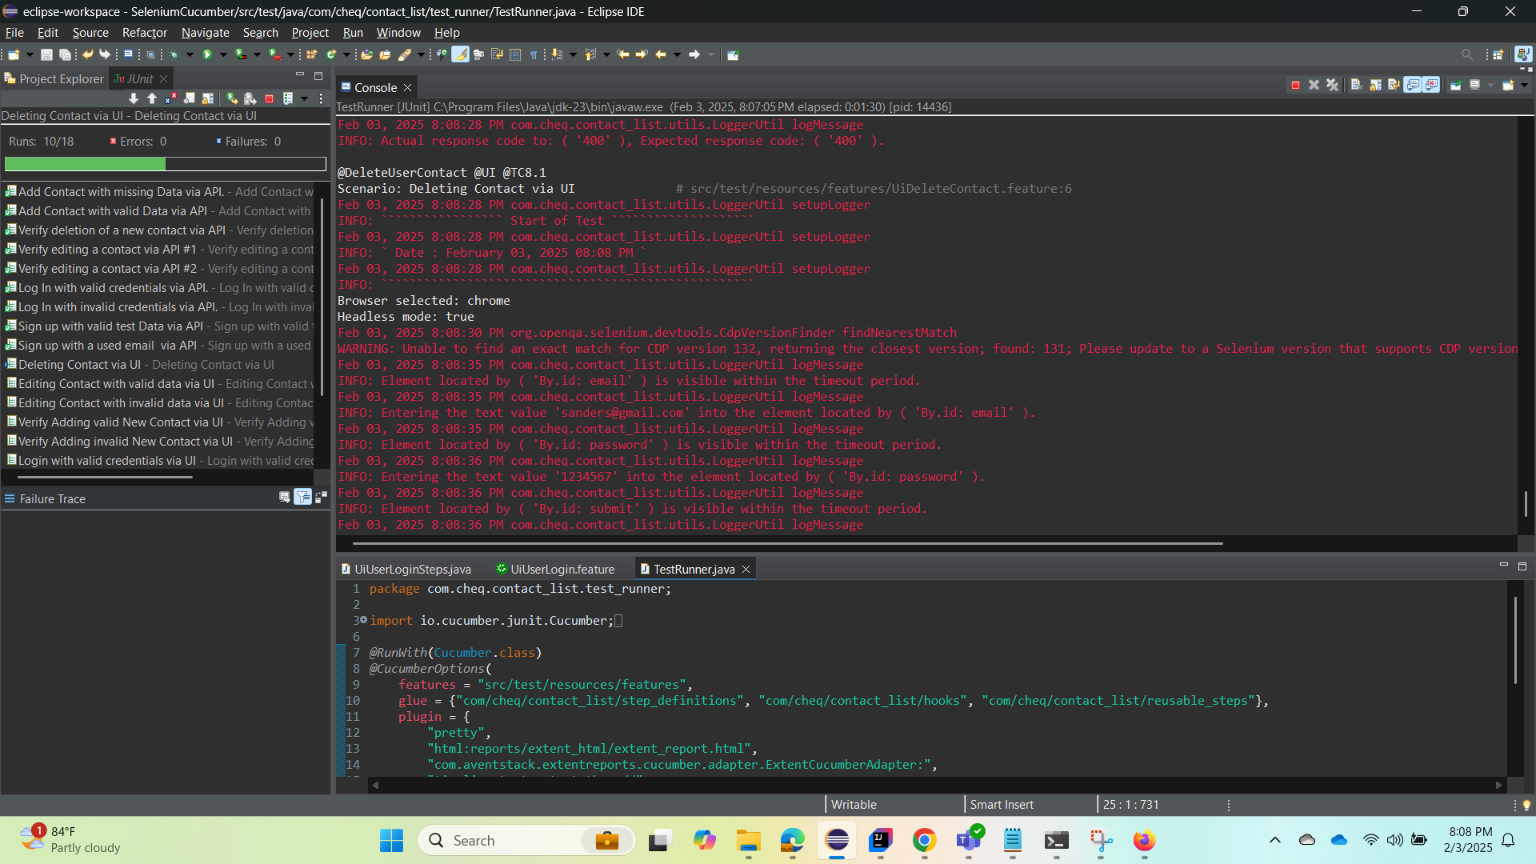 eclipse-workspace - SeleniumCucumber/src/test/java/com/cheq/contact_list/test_runner/TestRunner.java - Eclipse IDE
File Edit Source Refactor Navigate Search Project Run Window Help
Project Explorer JUnit
Deleting Contact via UI - Deleting Contact via UI
Runs: 10/18 Errors: 0 Failures: 0
Add Contact with missing Data via API. - Add Contact w
Add Contact with valid Data via API - Add Contact with
Verify deletion of a new contact via API - Verify deletion
Verify editing a contact via API #1 - Verify editing a cont
Verify editing a contact via API #2 - Verify editing a cont
Log In with valid credentials via API. - Log In with valid c
Log In with invalid credentials via API. - Log In with inva
Sign up with valid test Data via API - Sign up with valid
Sign up with a used email  via API - Sign up with a used
Deleting Contact via UI - Deleting Contact via UI
Editing Contact with valid data via UI - Editing Contact
Editing Contact with invalid data via UI - Editing Contac
Verify Adding valid New Contact via UI - Verify Adding v
Verify Adding invalid New Contact via UI - Verify Adding
Login with valid credentials via UI - Login with valid crec
Failure Trace
Console
TestRunner [JUnit] C:\Program Files\Java\jdk-23\bin\javaw.exe (Feb 3, 2025, 8:07:05 PM elapsed: 0:01:30) [pid: 14436]
Feb 03, 2025 8:08:28 PM com.cheq.contact_list.utils.LoggerUtil logMessage
INFO: Actual response code to: ( '400' ), Expected response code: ( '400' ).
@DeleteUserContact @UI @TC8.1
Scenario: Deleting Contact via UI # src/test/resources/features/UiDeleteContact.feature:6
Feb 03, 2025 8:08:28 PM com.cheq.contact_list.utils.LoggerUtil setupLogger
INFO: ````````````````` Start of Test ````````````````````
Feb 03, 2025 8:08:28 PM com.cheq.contact_list.utils.LoggerUtil setupLogger
INFO: ` Date : February 03, 2025 08:08 PM `
Feb 03, 2025 8:08:28 PM com.cheq.contact_list.utils.LoggerUtil setupLogger
INFO: ````````````````````````````````````````````````````
Browser selected: chrome
Headless mode: true
Feb 03, 2025 8:08:30 PM org.openqa.selenium.devtools.CdpVersionFinder findNearestMatch
WARNING: Unable to find an exact match for CDP version 132, returning the closest version; found: 131; Please update to a Selenium version that supports CDP version
Feb 03, 2025 8:08:35 PM com.cheq.contact_list.utils.LoggerUtil logMessage
INFO: Element located by ( 'By.id: email' ) is visible within the timeout period.
Feb 03, 2025 8:08:35 PM com.cheq.contact_list.utils.LoggerUtil logMessage
INFO: Entering the text value 'sanders@gmail.com' into the element located by ( 'By.id: email' ).
Feb 03, 2025 8:08:35 PM com.cheq.contact_list.utils.LoggerUtil logMessage
INFO: Element located by ( 'By.id: password' ) is visible within the timeout period.
Feb 03, 2025 8:08:36 PM com.cheq.contact_list.utils.LoggerUtil logMessage
INFO: Entering the text value '1234567' into the element located by ( 'By.id: password' ).
Feb 03, 2025 8:08:36 PM com.cheq.contact_list.utils.LoggerUtil logMessage
INFO: Element located by ( 'By.id: submit' ) is visible within the timeout period.
Feb 03, 2025 8:08:36 PM com.cheq.contact_list.utils.LoggerUtil logMessage
UiUserLoginSteps.java UiUserLogin.feature TestRunner.java
1 package com.cheq.contact_list.test_runner;
2
3 import io.cucumber.junit.Cucumber;
6
7 @RunWith(Cucumber.class)
8 @CucumberOptions(
9 features = "src/test/resources/features",
10 glue = {"com/cheq/contact_list/step_definitions", "com/cheq/contact_list/hooks", "com/cheq/contact_list/reusable_steps"},
11 plugin = {
12 "pretty",
13 "html:reports/extent_html/extent_report.html",
14 "com.aventstack.extentreports.cucumber.adapter.ExtentCucumberAdapter:",
Writable Smart Insert 25 : 1 : 731
1 84°F
Partly cloudy
Search
8:08 PM
2/3/2025